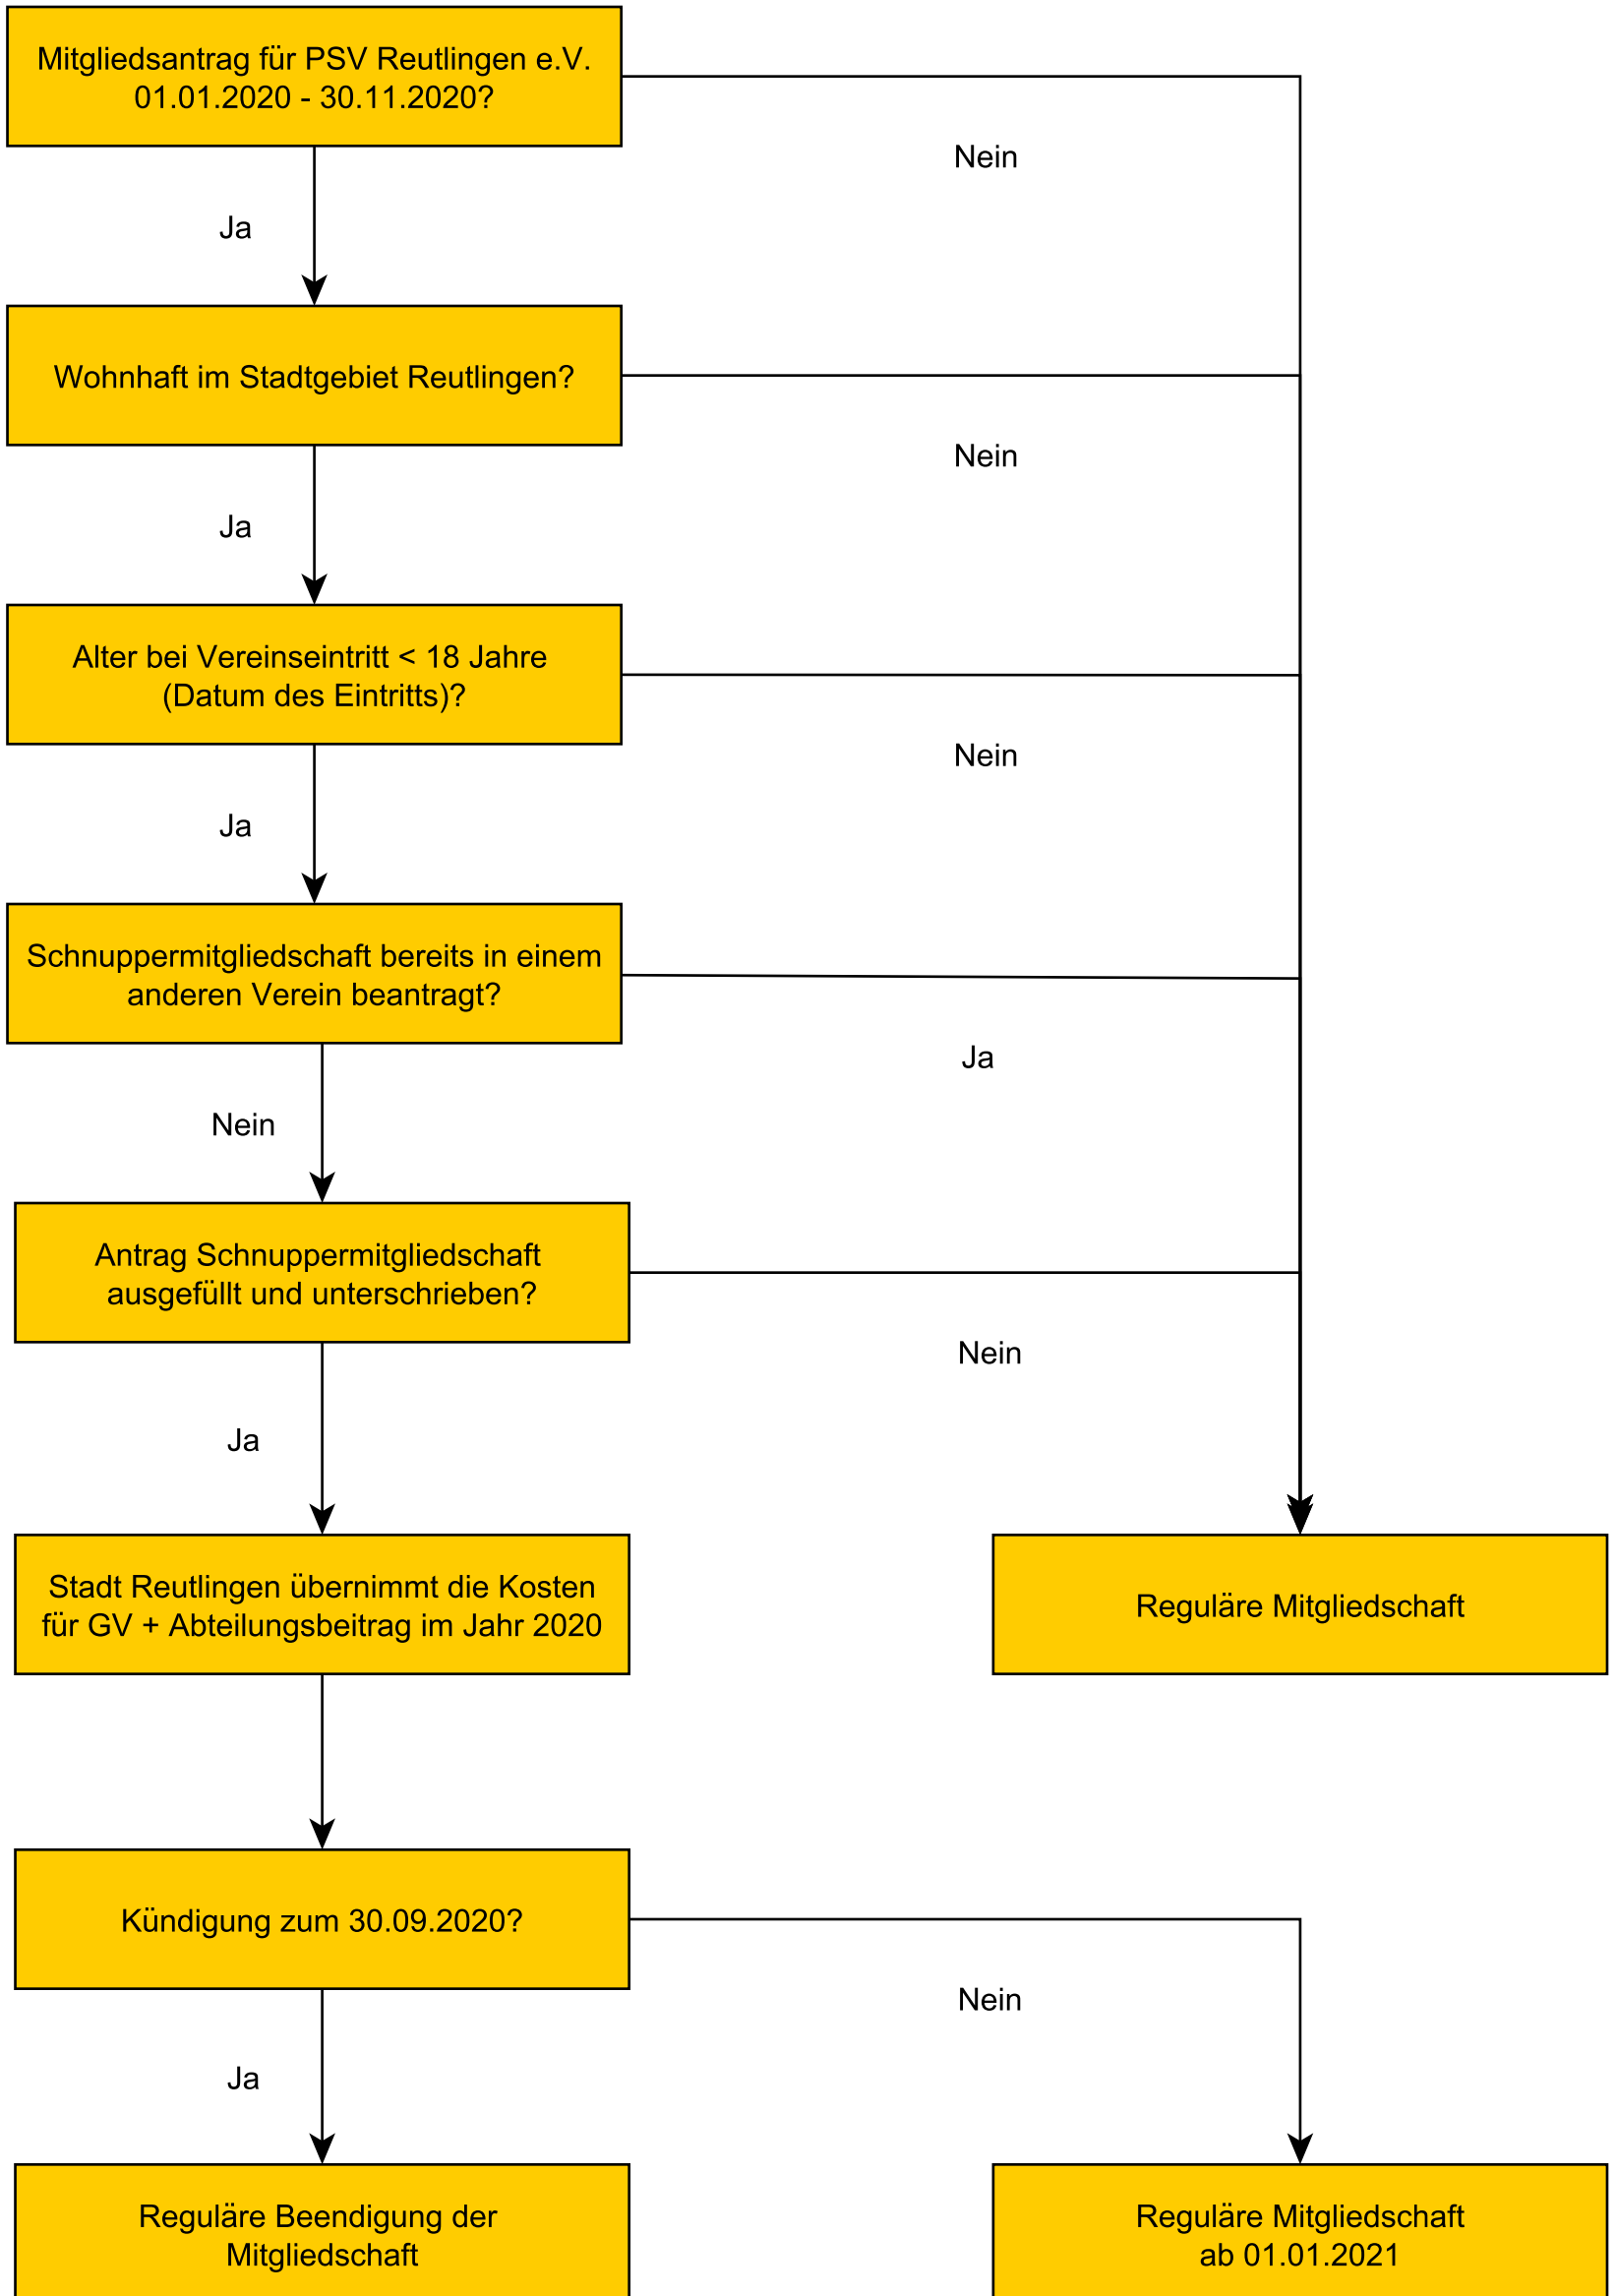 Mitgliedsantrag für PSV Reutlingen e.V.
01.01.2020 - 30.11.2020?
Nein
Ja
Wohnhaft im Stadtgebiet Reutlingen?
Nein
Ja
Alter bei Vereinseintritt < 18 Jahre
(Datum des Eintritts)?
Nein
Ja
Schnuppermitgliedschaft bereits in einem
anderen Verein beantragt?
Ja
Nein
Antrag Schnuppermitgliedschaft
ausgefüllt und unterschrieben?
Nein
Ja
Stadt Reutlingen übernimmt die Kosten
für GV + Abteilungsbeitrag im Jahr 2020
Reguläre Mitgliedschaft
Kündigung zum 30.09.2020?
Nein
Ja
Reguläre Beendigung der
Mitgliedschaft
Reguläre Mitgliedschaft
ab 01.01.2021